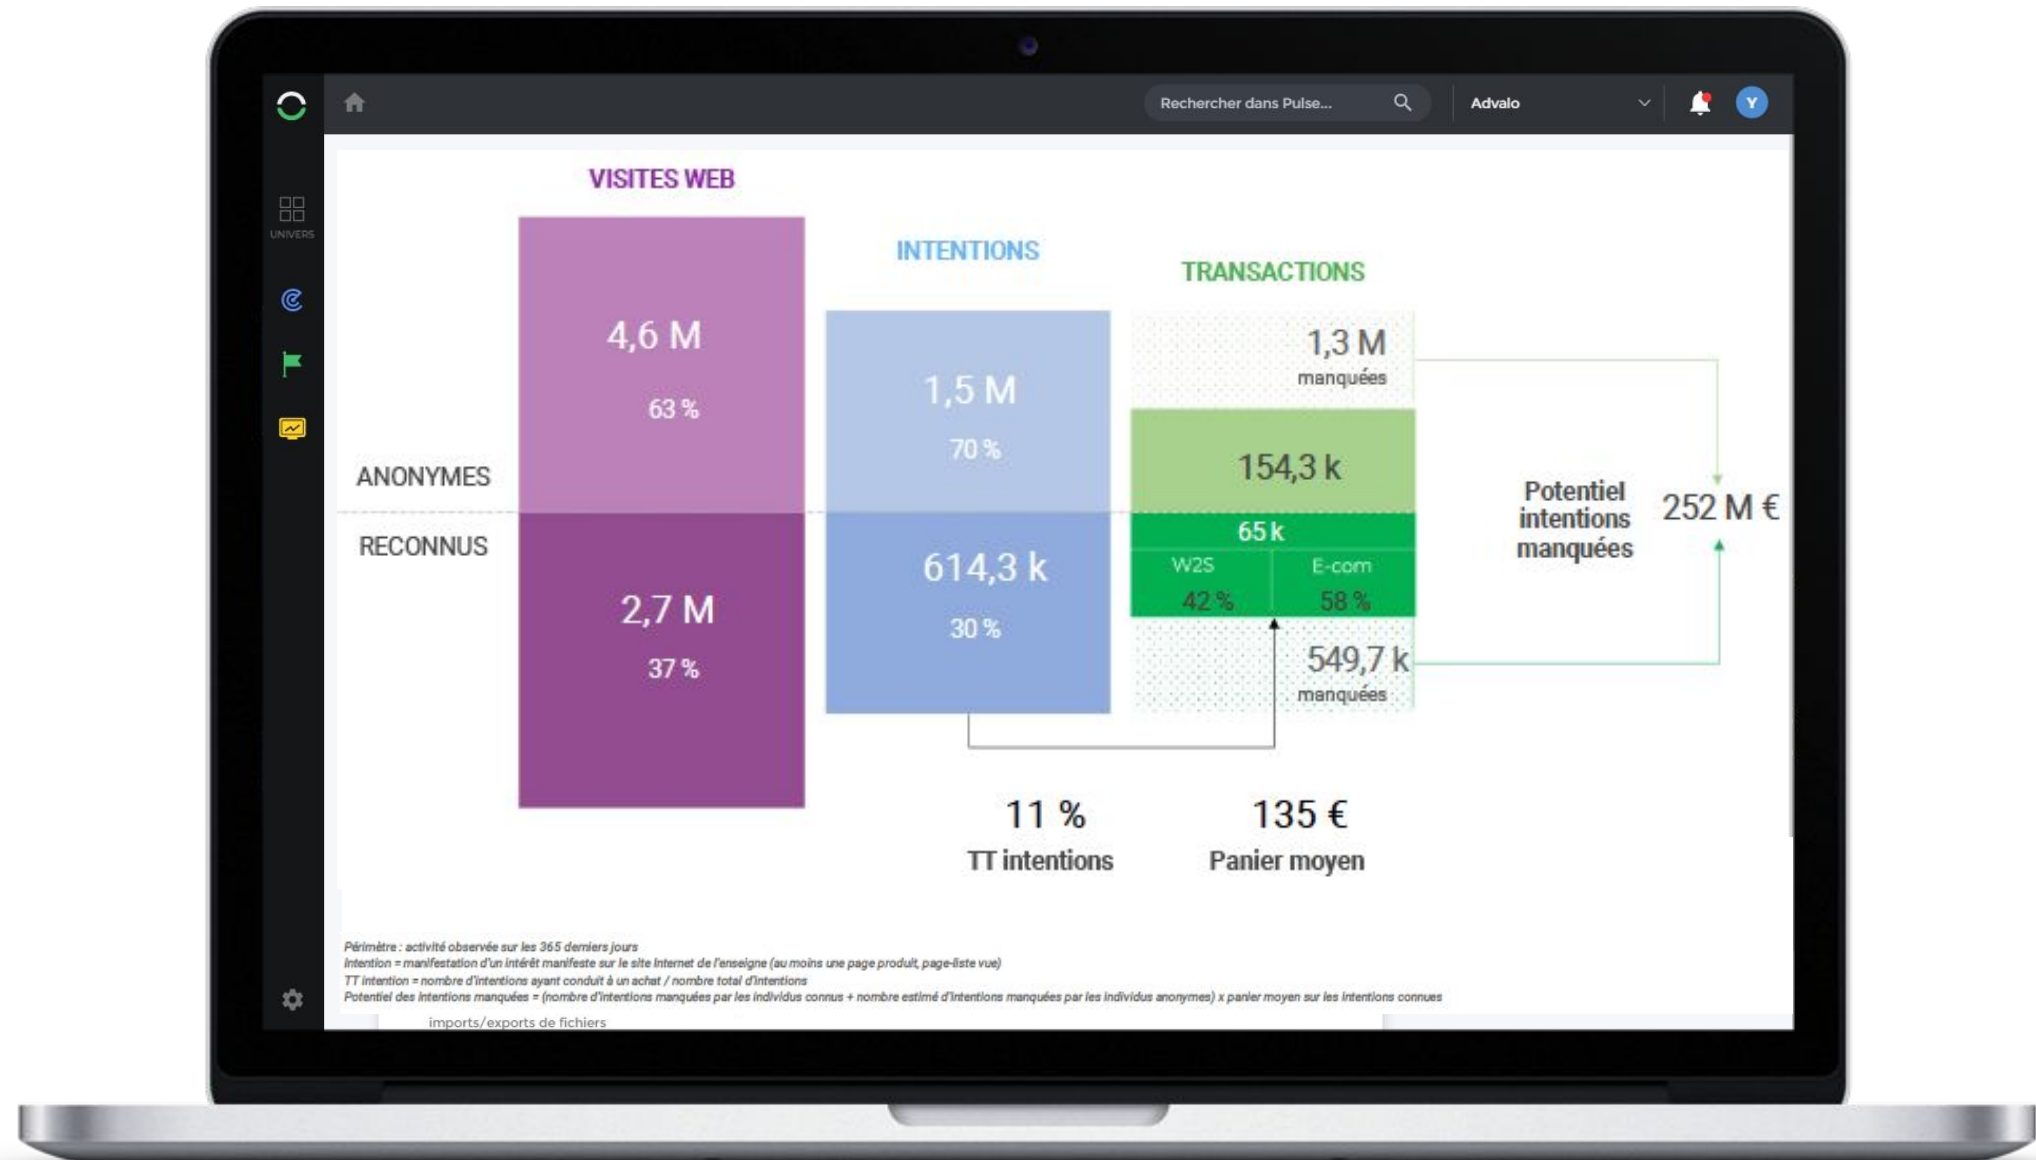 Rechercher dans Pulse...
Advalo
Y
UNIVERS
VISITES WEB
INTENTIONS
TRANSACTIONS
4,6 M
63 %
1,5 M
70 %
1,3 M
manquées
154,3 k
ANONYMES
RECONNUS
2,7 M
37 %
614,3 k
30 %
65 k
W2S
E-com
42 %
58 %
549,7 k
manquées
Potentiel
intentions
manquées
252 M €
11 %
TT intentions
135 €
Panier moyen
Périmètre : activité observée sur les 365 derniers jours
Intention = manifestation d'un intérêt manifeste sur le site Internet de l'enseigne (au moins une page produit, page-liste vue)
TT intention = nombre d'intentions ayant conduit à un achat / nombre total d'intentions
Potentiel des intentions manquées = (nombre d'intentions manquées par les individus connus + nombre estimé d'intentions manquées par les individus anonymes) x panier moyen sur les intentions connues
imports/exports de fichiers